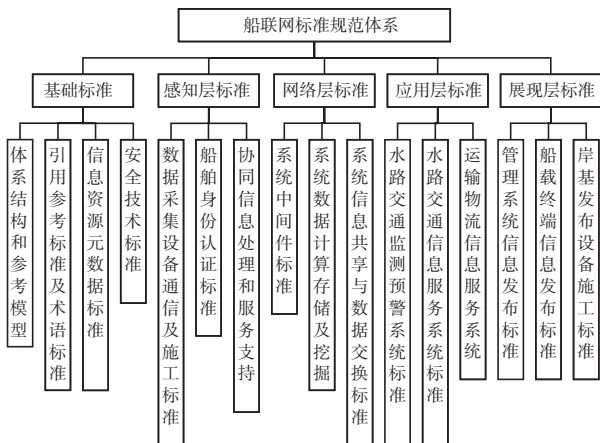 船联网标准规范体系
基础标准
感知层标准
网络层标准
应用层标准
展现层标准
体系结构和参考模型
引用参考标准及术语标准
信息资源元数据标准
安全技术标准
数据采集设备通信及施工标准
船舶身份认证标准
协同信息处理和服务支持
系统中间件标准
系统数据计算存储及挖掘
系统信息共享与数据交换标准
水路交通监测预警系统标准
水路交通信息服务系统标准
运输物流信息服务系统
管理系统信息发布标准
船载终端信息发布标准
岸基发布设备施工标准